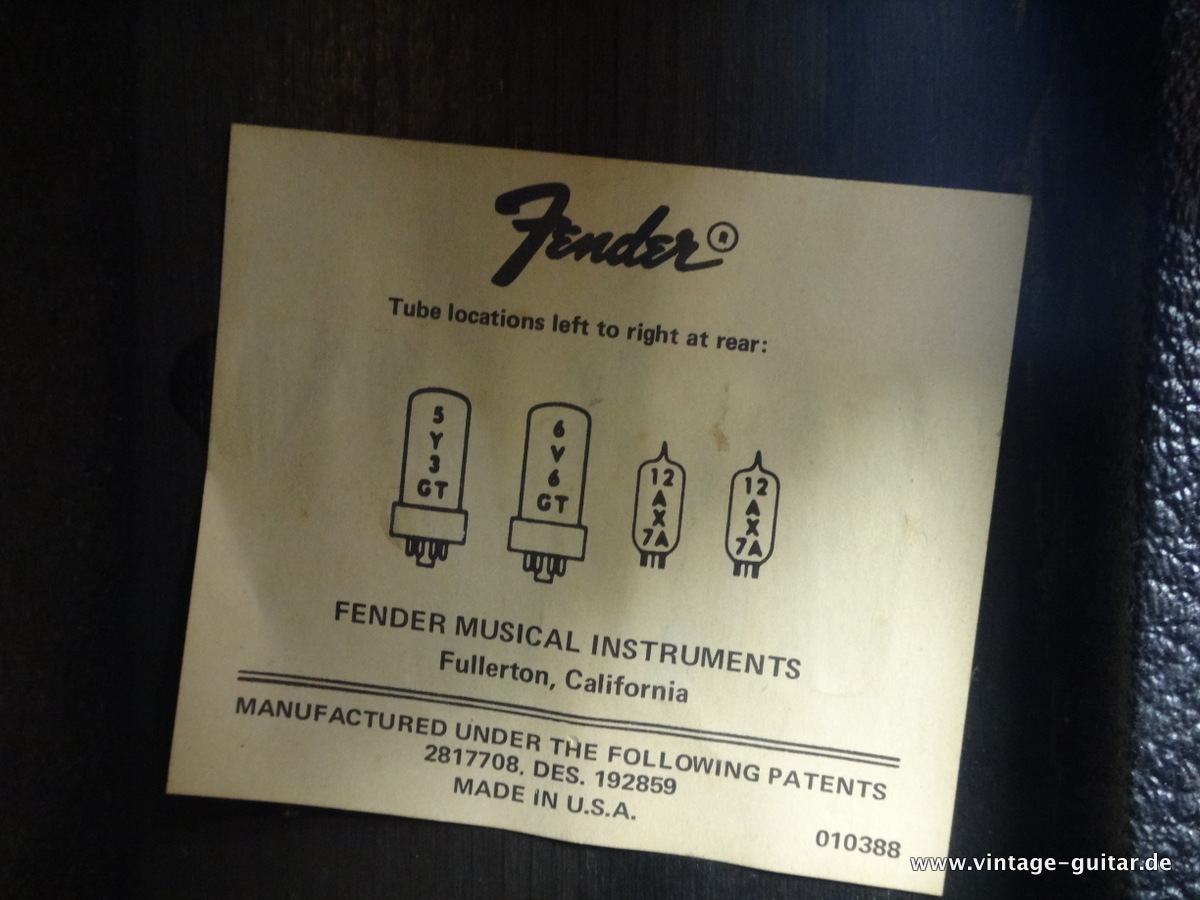 Fender®
Tube locations left to right at rear:
5
Y
3
GT
6
V
6
GT
12
A
X
7A
12
A
X
7A
FENDER MUSICAL INSTRUMENTS
Fullerton, California
MANUFACTURED UNDER THE FOLLOWING PATENTS
2817708. DES. 192859
MADE IN U.S.A.
010388
www.vintage-guitar.de